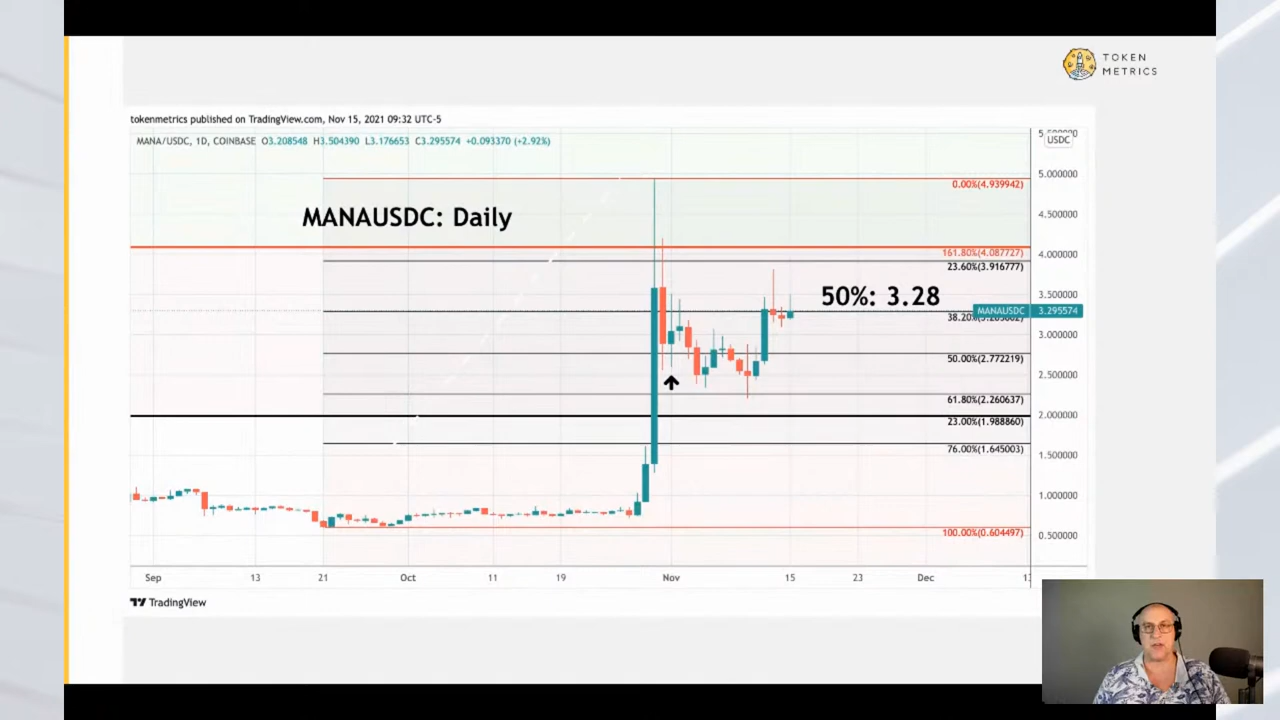 TOKEN
METRICS
tokenmetrics published on TradingView.com, Nov 15, 2021 09:32 UTC-5
MANA/USDC, 1D, COINBASE O3.208548 H3.504390 L3.176653 C3.295574 +0.093370 (+2.92%)
USDC
5.000000
0.00%(4.939942)
MANAUSDC: Daily
4.500000
161.80%(4.087727)
4.000000
23.60%(3.916777)
50%: 3.28
3.500000
MANAUSDC 3.295574
38.20%
3.000000
50.00%(2.772219)
2.500000
61.80%(2.260637)
2.000000
23.00%(1.988860)
76.00%(1.645003)
1.500000
1.000000
100.00%(0.604497)
0.500000
Sep 13 21 Oct 11 19 Nov 15 23 Dec
TradingView